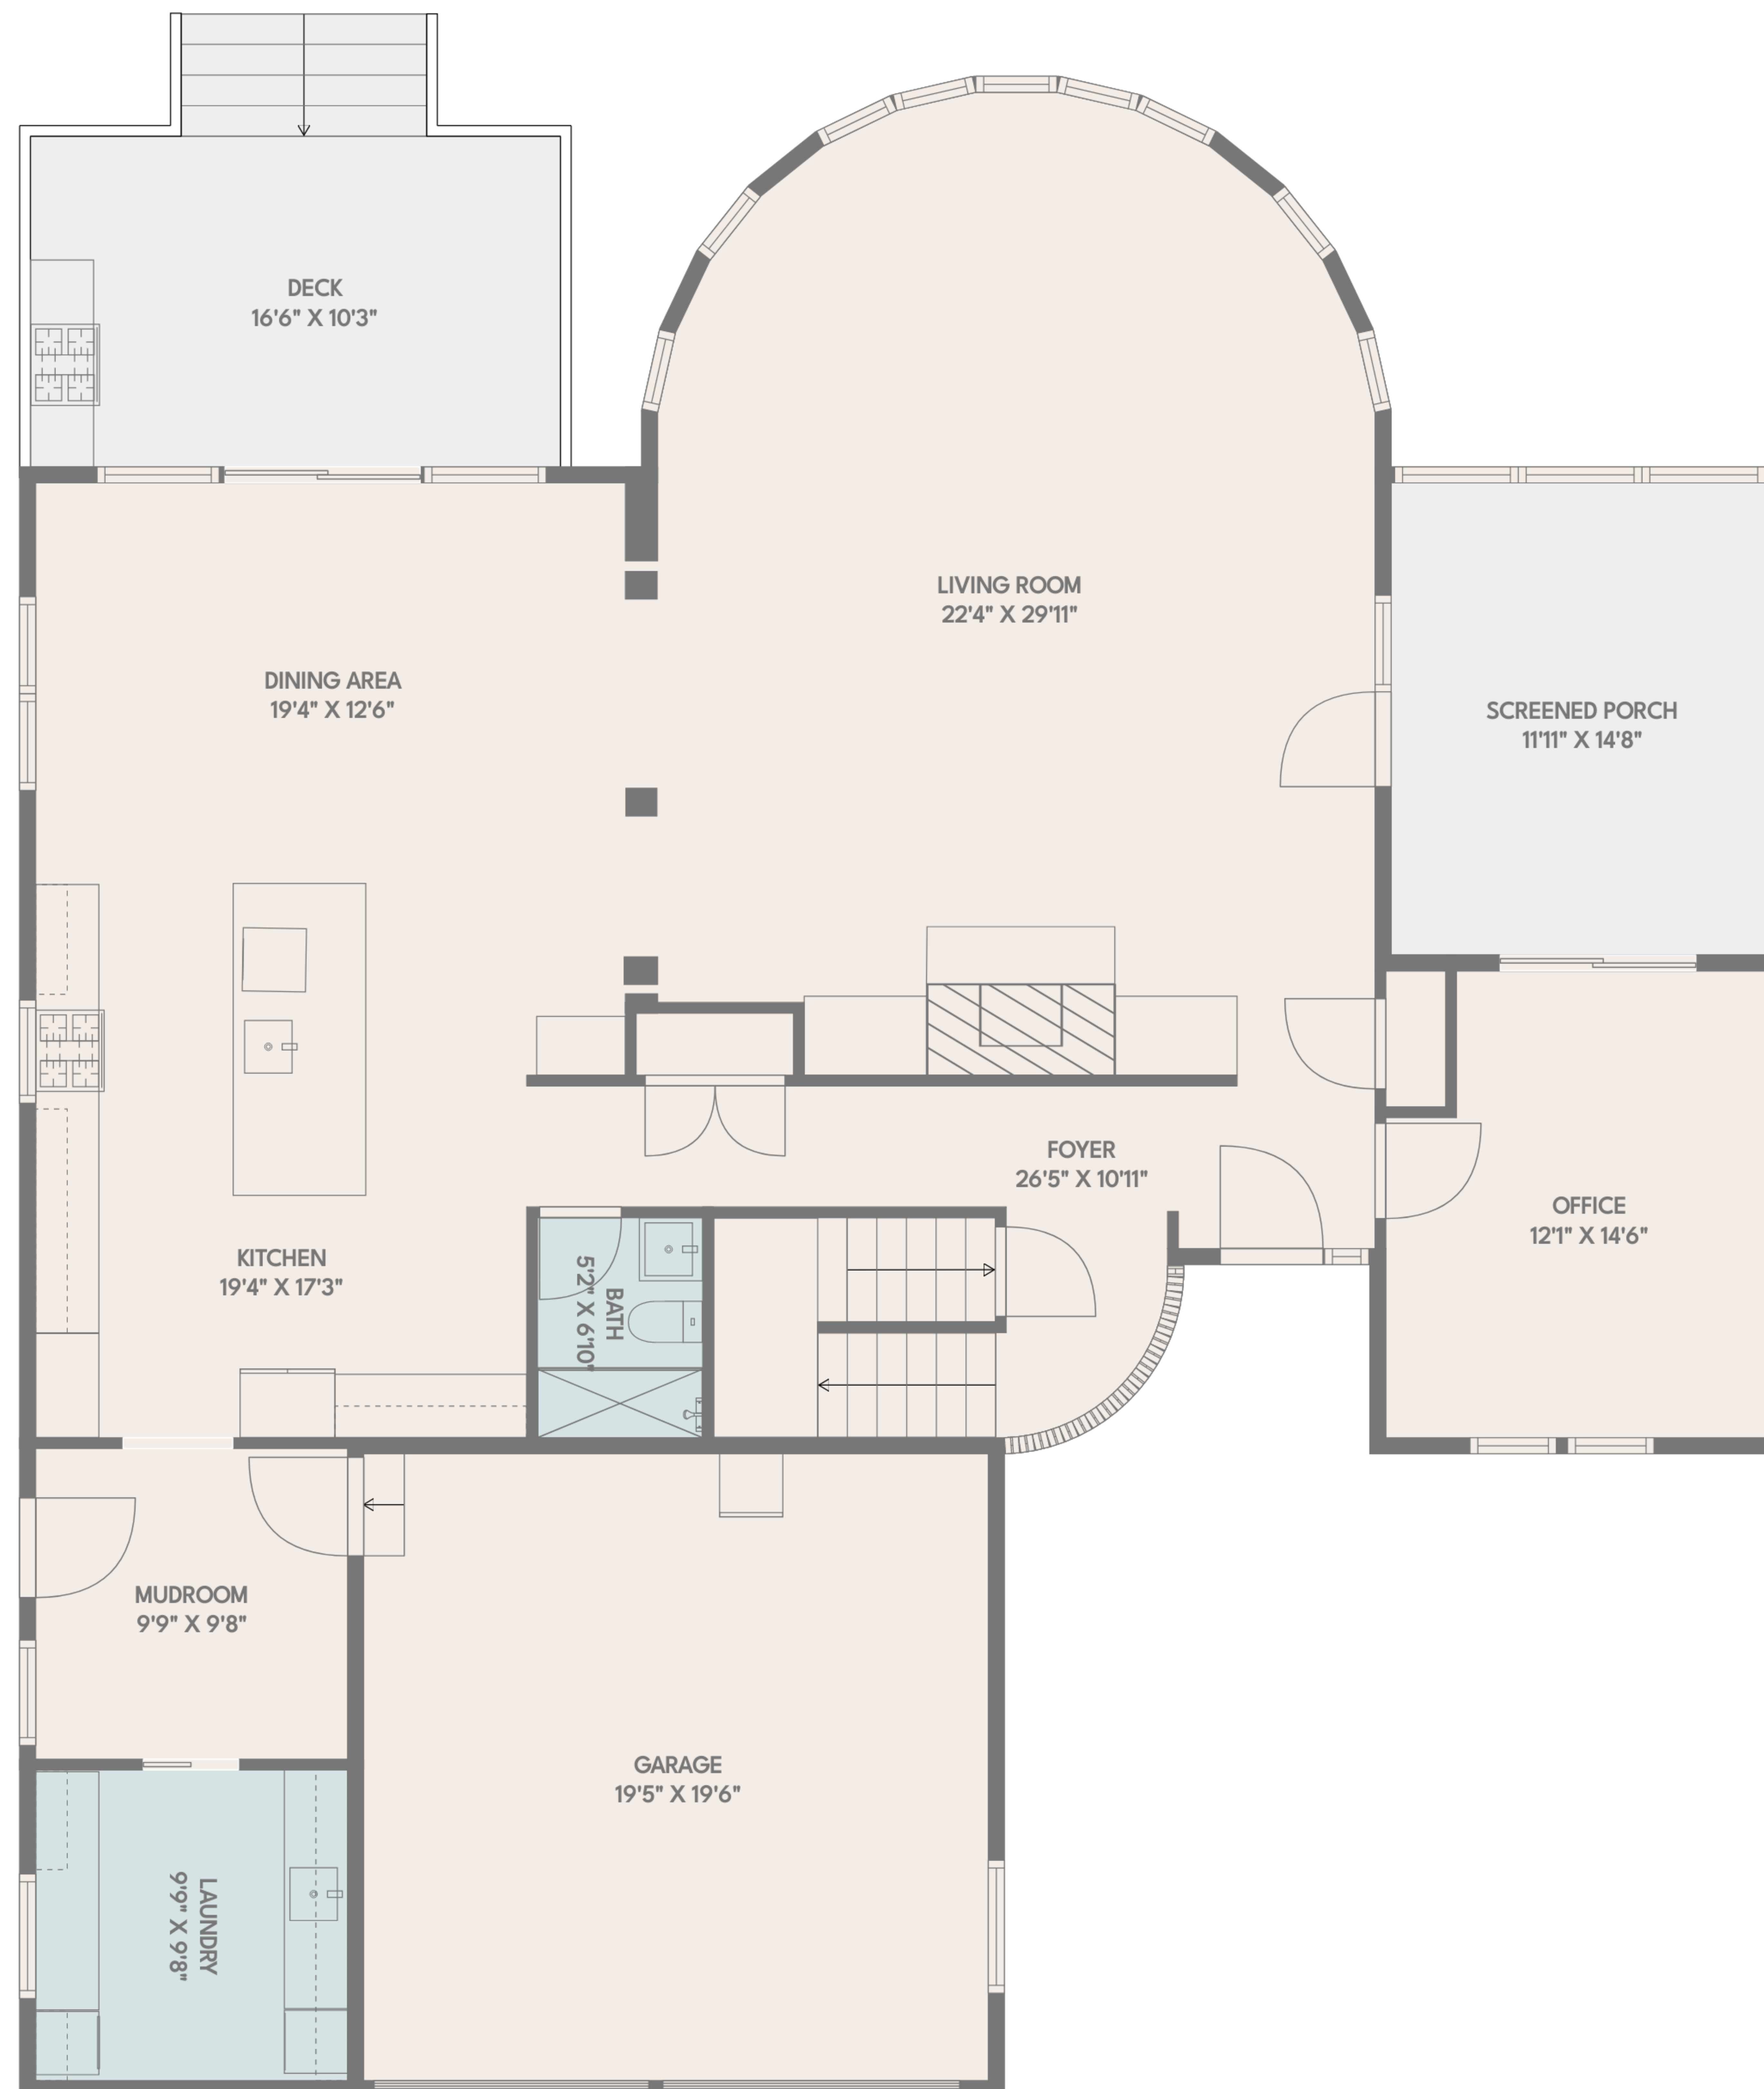 DECK
16'6" X 10'3"
LIVING ROOM
22'4" X 29'11"
DINING AREA
19'4" X 12'6"
SCREENED PORCH
11'11" X 14'8"
FOYER
26'5" X 10'11"
OFFICE
12'1" X 14'6"
KITCHEN
19'4" X 17'3"
BATH
5'2" X 6'10"
MUDROOM
9'9" X 9'8"
GARAGE
19'5" X 19'6"
LAUNDRY
9'9" X 9'8"